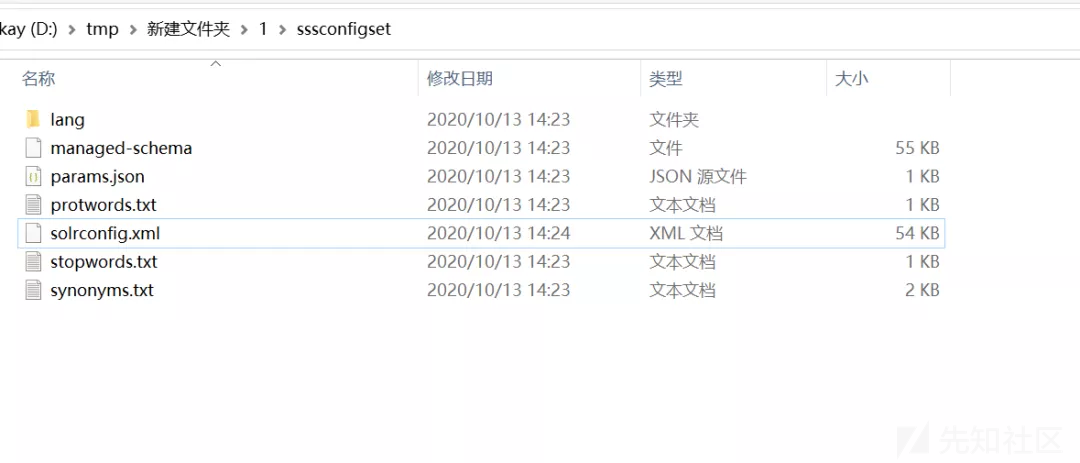 kay (D:) > tmp > 新建文件夹 > 1 > sssconfigset
名称 修改日期 类型 大小
lang 2020/10/13 14:23 文件夹
managed-schema 2020/10/13 14:23 文件 55 KB
params.json 2020/10/13 14:23 JSON 源文件 1 KB
protwords.txt 2020/10/13 14:23 文本文档 1 KB
solrconfig.xml 2020/10/13 14:24 XML 文档 54 KB
stopwords.txt 2020/10/13 14:23 文本文档 1 KB
synonyms.txt 2020/10/13 14:23 文本文档 2 KB
先知社区